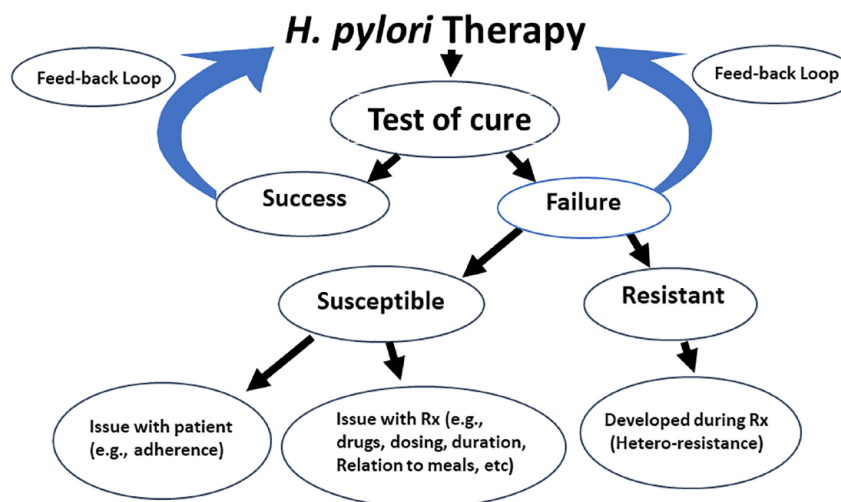 H. pylori Therapy
Feed-back Loop
Feed-back Loop
Test of cure
Success
Failure
Susceptible
Resistant
Issue with patient
(e.g., adherence)
Issue with Rx (e.g.,
drugs, dosing, duration,
Relation to meals, etc)
Developed during Rx
(Hetero-resistance)